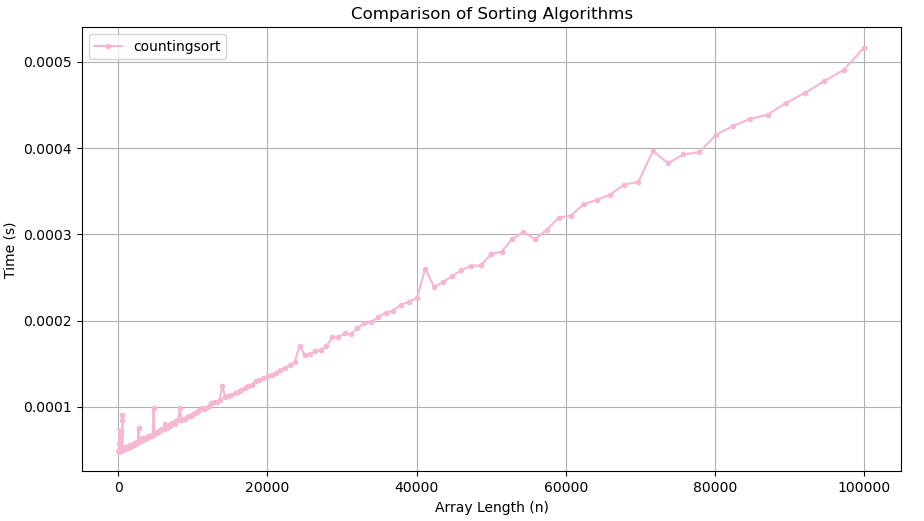 Comparison of Sorting Algorithms
countingsort
0.0005
0.0004
0.0003
0.0002
0.0001
Time (s)
0 20000 40000 60000 80000 100000
Array Length (n)